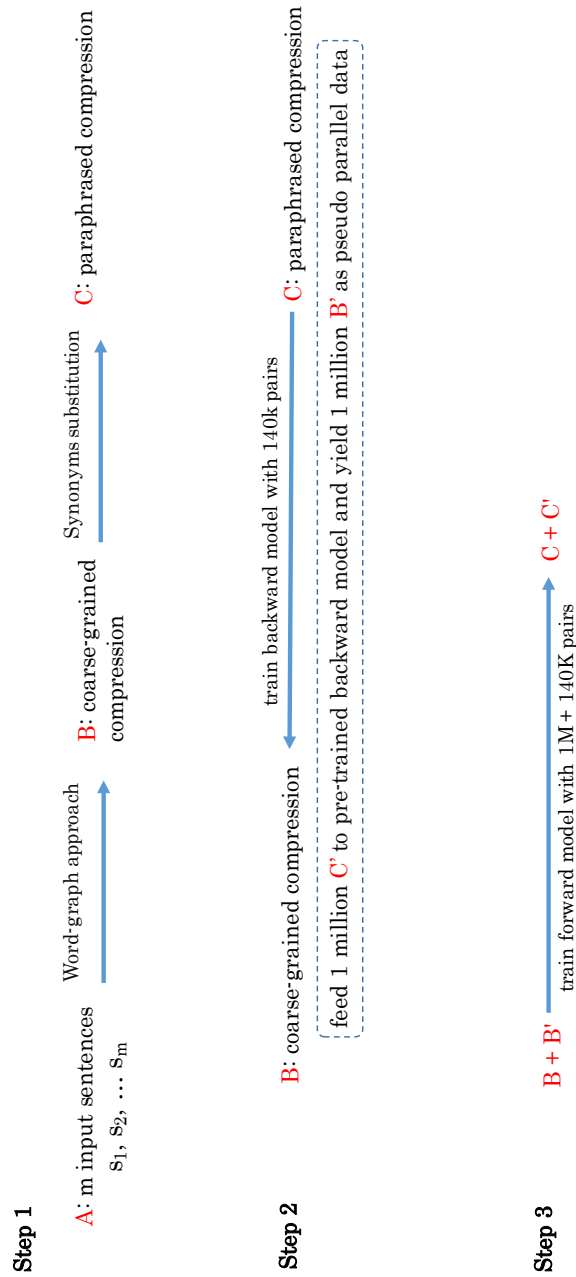 Step 1
Word-graph approach
Synonyms substitution
A: m input sentences
s1, s2, … sm
B: coarse-grained
compression
C: paraphrased compression
Step 2
train backward model with 140k pairs
B: coarse-grained compression
C: paraphrased compression
feed 1 million C' to pre-trained backward model and yield 1 million B' as pseudo parallel data
Step 3
B + B'
C + C'
train forward model with 1M+ 140K pairs